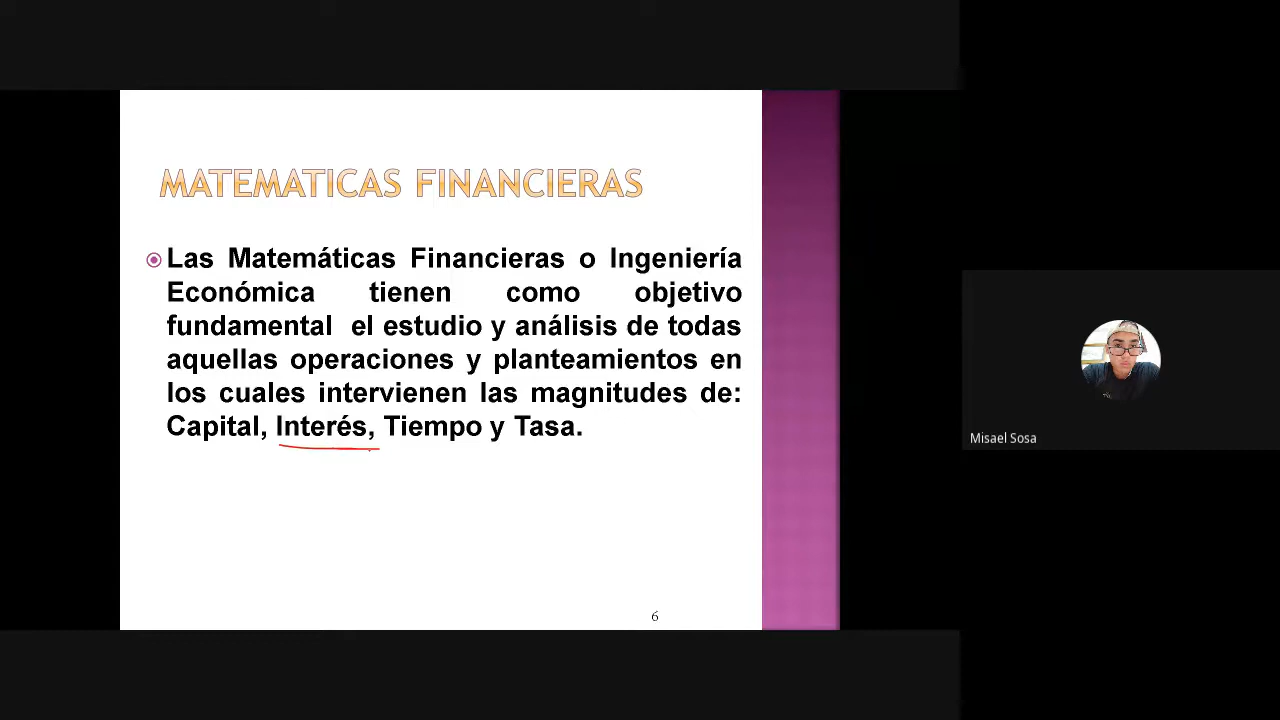 MATEMATICAS FINANCIERAS
Las Matemáticas Financieras o Ingeniería
Económica tienen como objetivo
fundamental el estudio y análisis de todas
aquellas operaciones y planteamientos en
los cuales intervienen las magnitudes de:
Capital, Interés, Tiempo y Tasa.
6
Misael Sosa